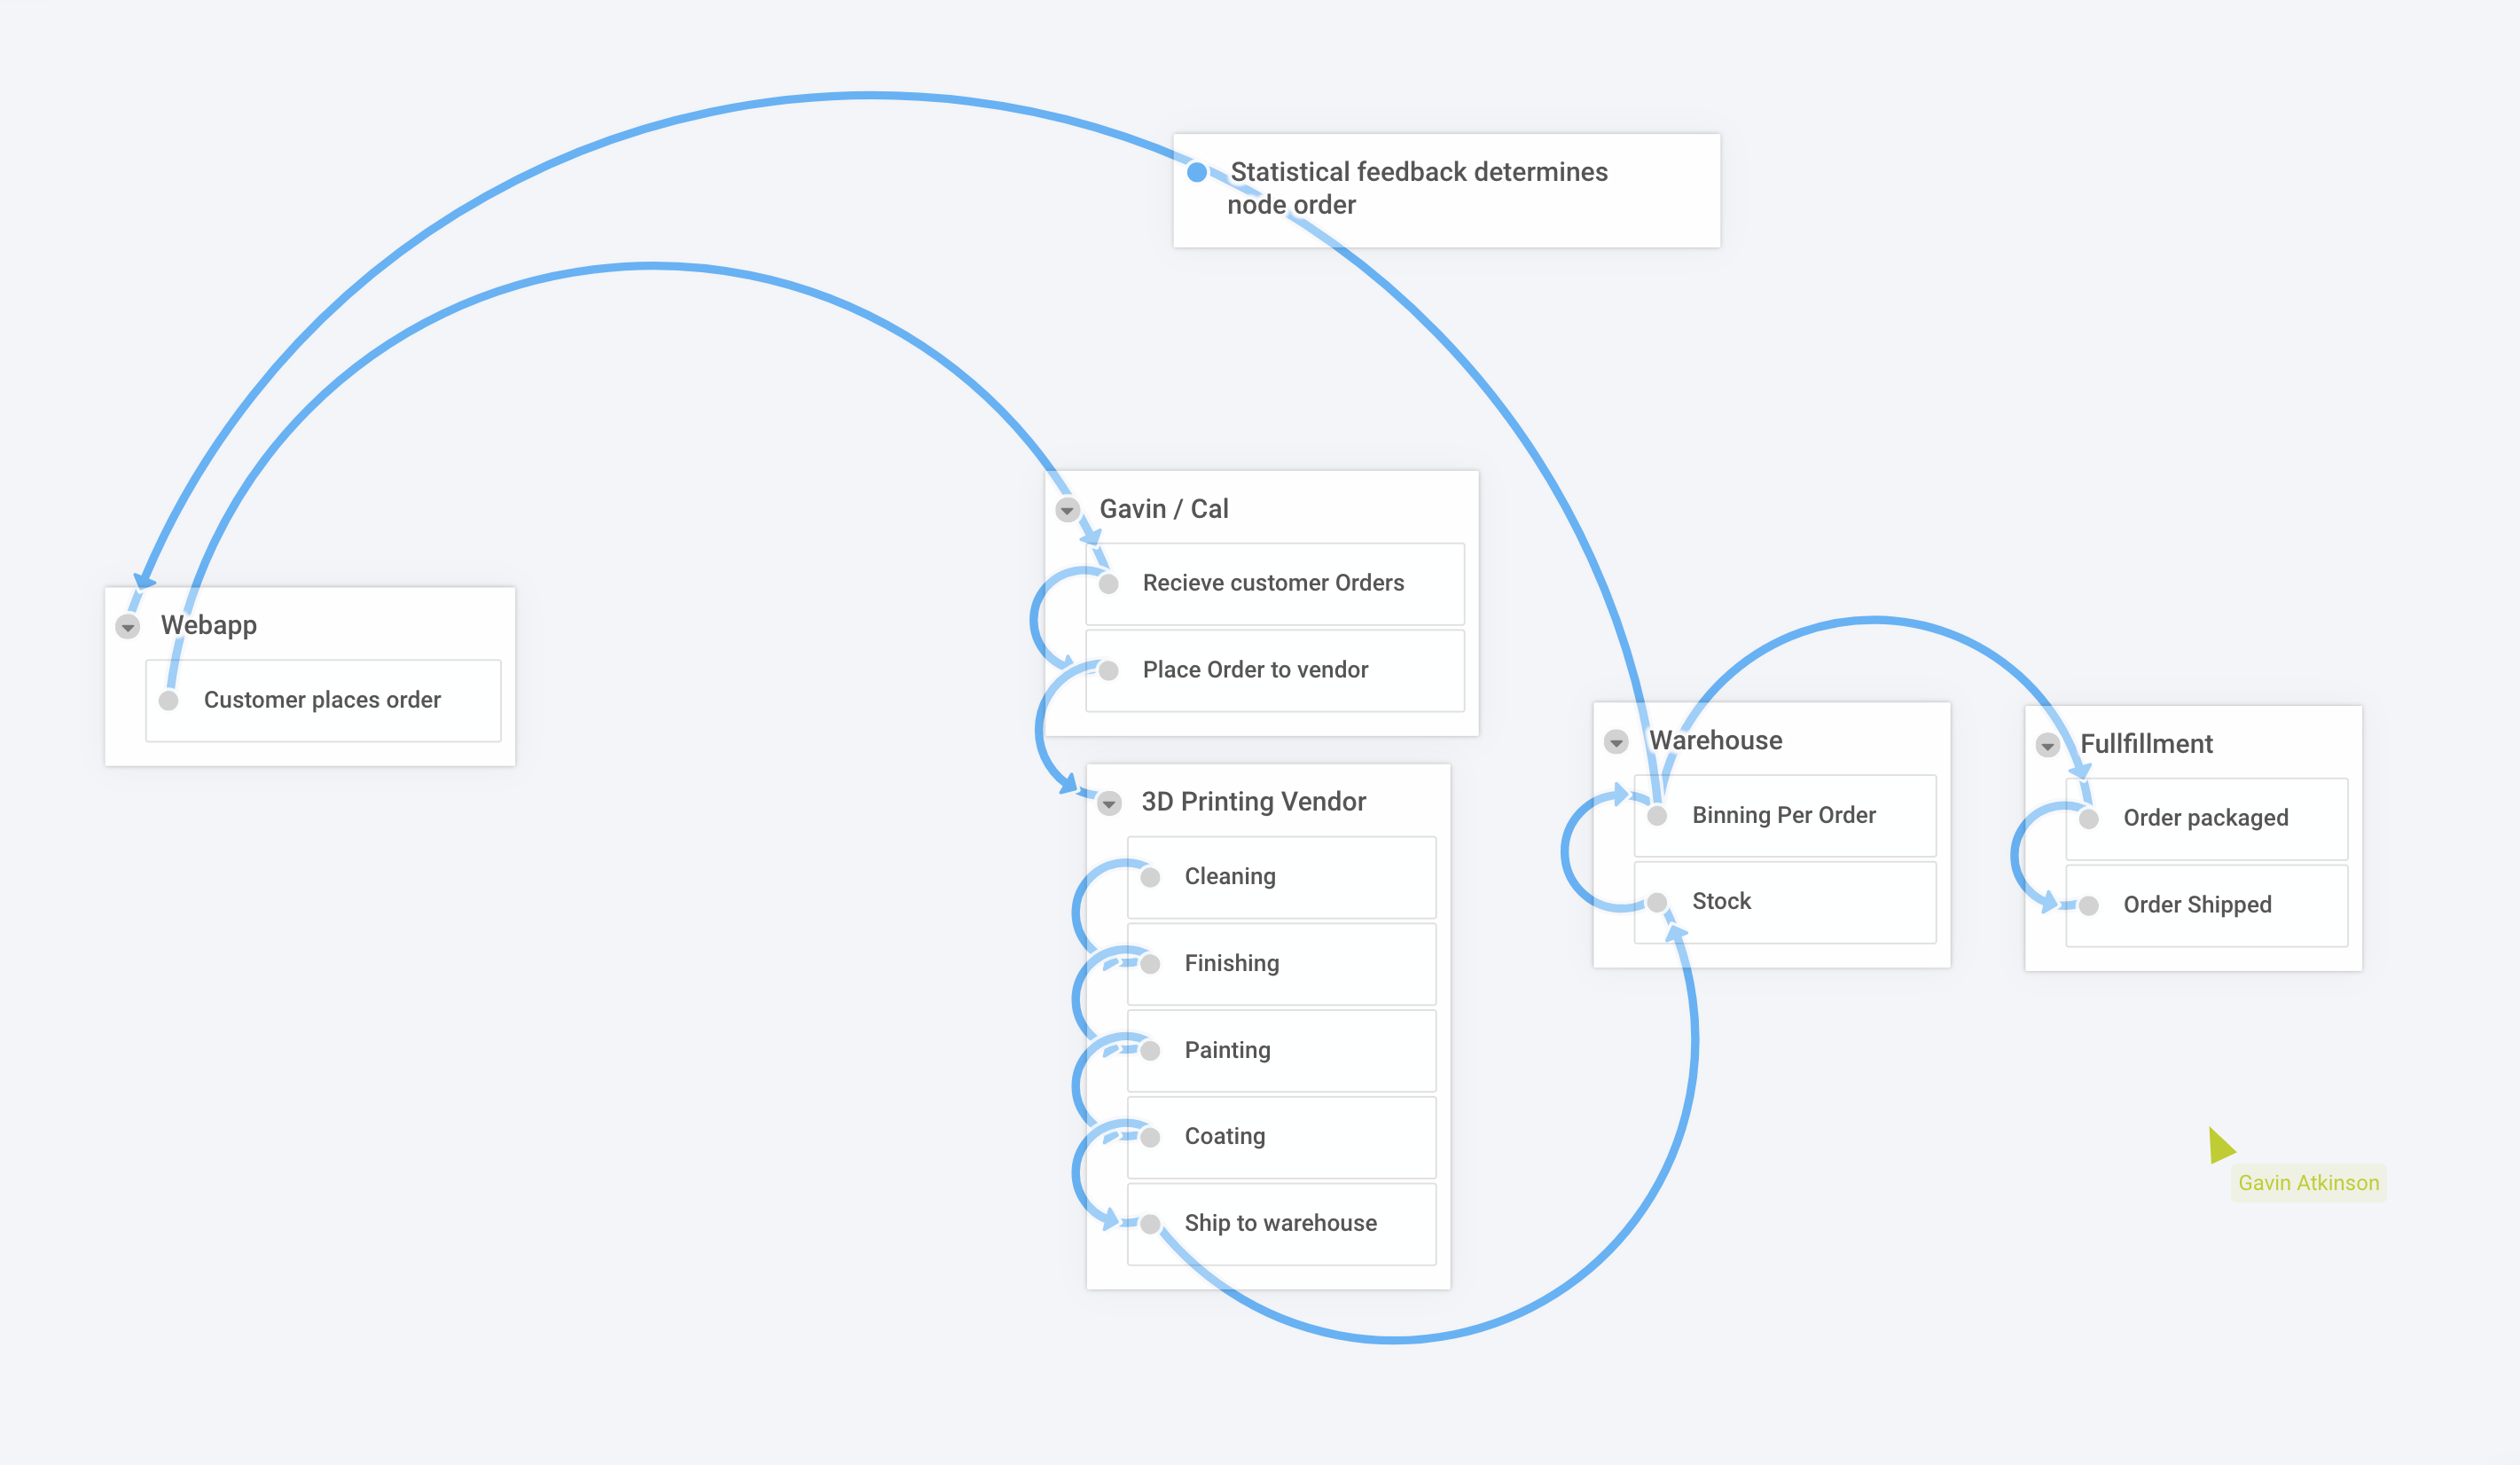 Statistical feedback determines
node order
Gavin / Cal
Recieve customer Orders
Place Order to vendor
Webapp
Customer places order
3D Printing Vendor
Cleaning
Finishing
Painting
Coating
Ship to warehouse
Warehouse
Binning Per Order
Stock
Fullfillment
Order packaged
Order Shipped
Gavin Atkinson